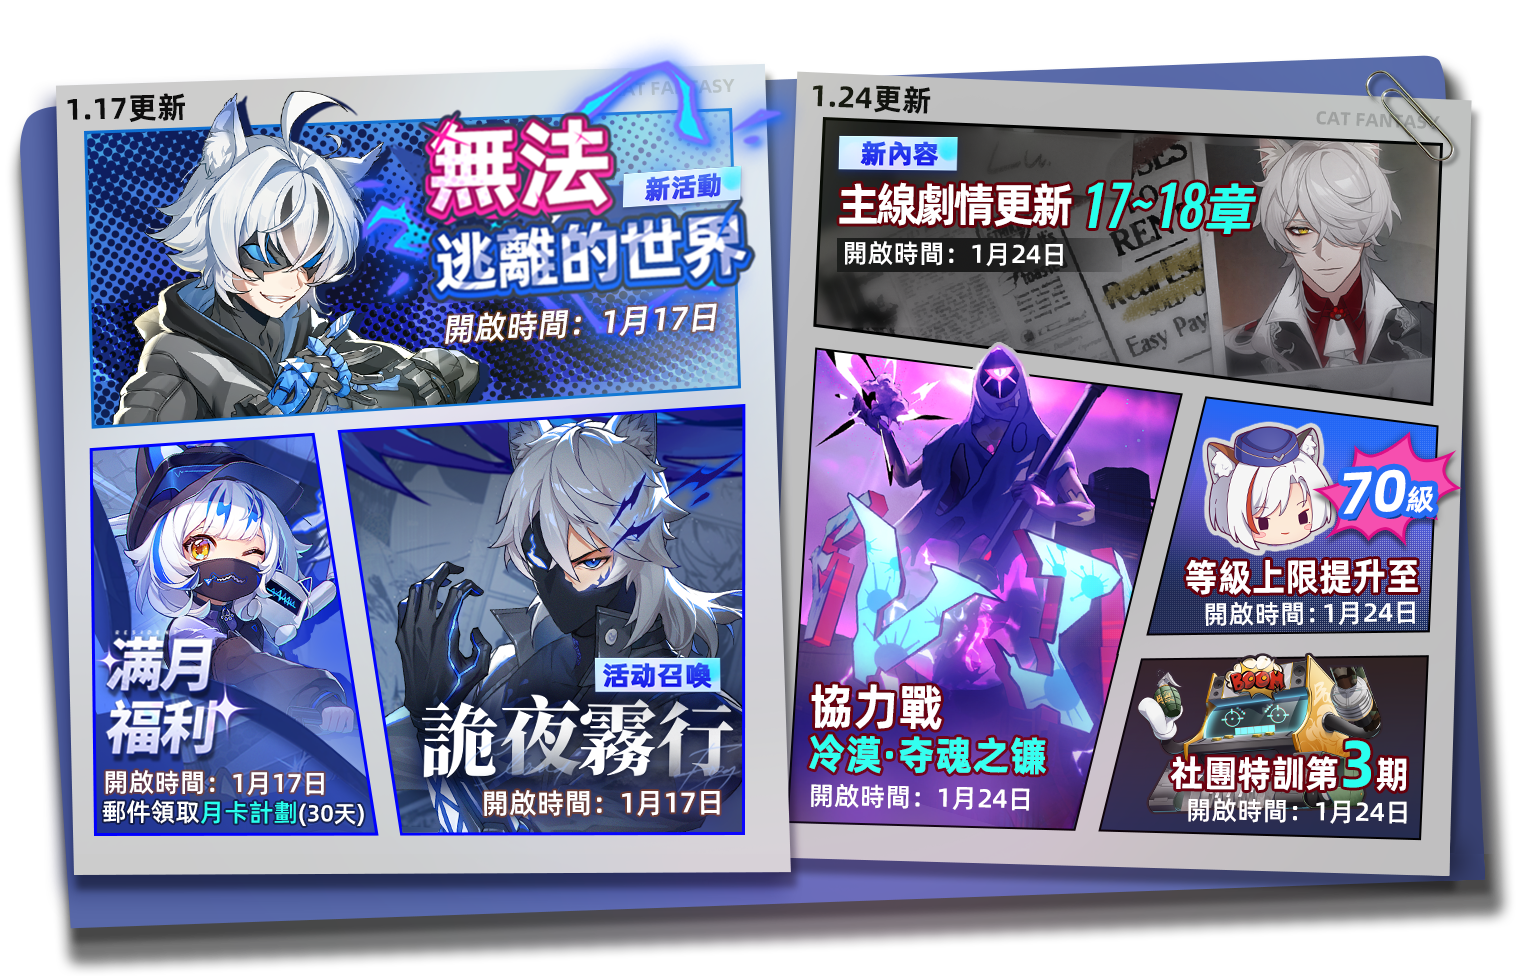 1.17更新
CAT FANTASY
無法
新活動
逃離的世界
開啟時間：1月17日
满月
福利
開啟時間：1月17日
郵件領取月卡計劃(30天)
活动召唤
詭夜霧行
開啟時間：1月17日
1.24更新
CAT FANTASY
新內容
主線劇情更新 17~18章
開啟時間：1月24日
Easy Pay
協力戰
冷漠·夺魂之镰
開啟時間：1月24日
70級
等級上限提升至
開啟時間：1月24日
BOOM
社團特訓第3期
開啟時間：1月24日